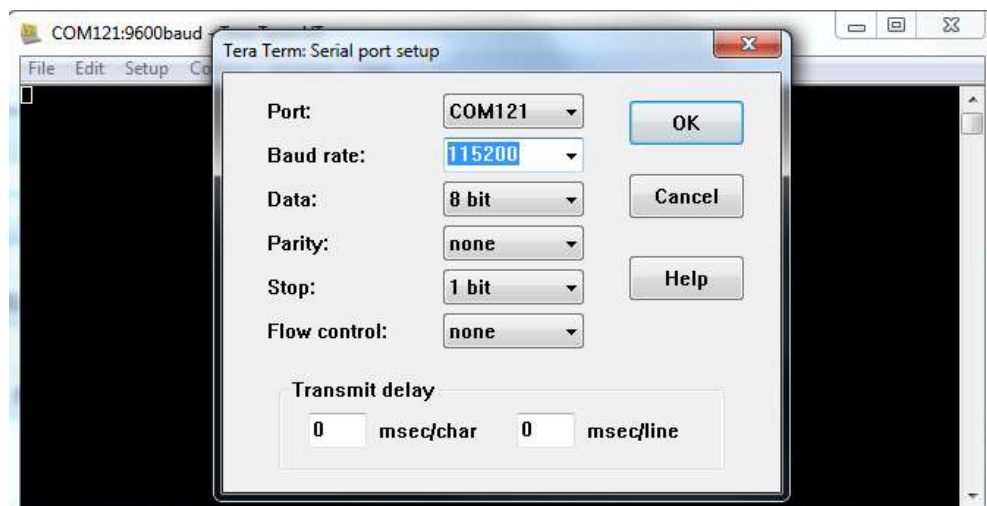 COM121:9600baud -
File Edit Setup
Tera Term: Serial port setup
Port: COM121
Baud rate: 115200
Data: 8 bit
Parity: none
Stop: 1 bit
Flow control: none
OK
Cancel
Help
Transmit delay
0 msec/char 0 msec/line